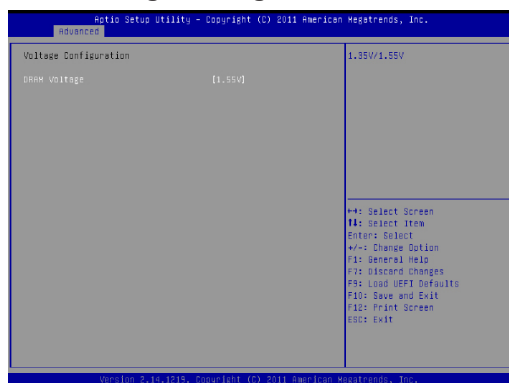 Aptio Setup Utility - Copyright (C) 2011 American Megatrends, Inc.
Advanced
Voltage Configuration
DRAM Voltage [1.55V]
1.35V/1.55V
↔: Select Screen
↑↓: Select Item
Enter: Select
+/-: Change Option
F1: General Help
F7: Discard Changes
F9: Load UEFI Defaults
F10: Save and Exit
F12: Print Screen
ESC: Exit
Version 2.14.1219. Copyright (C) 2011 American Megatrends, Inc.